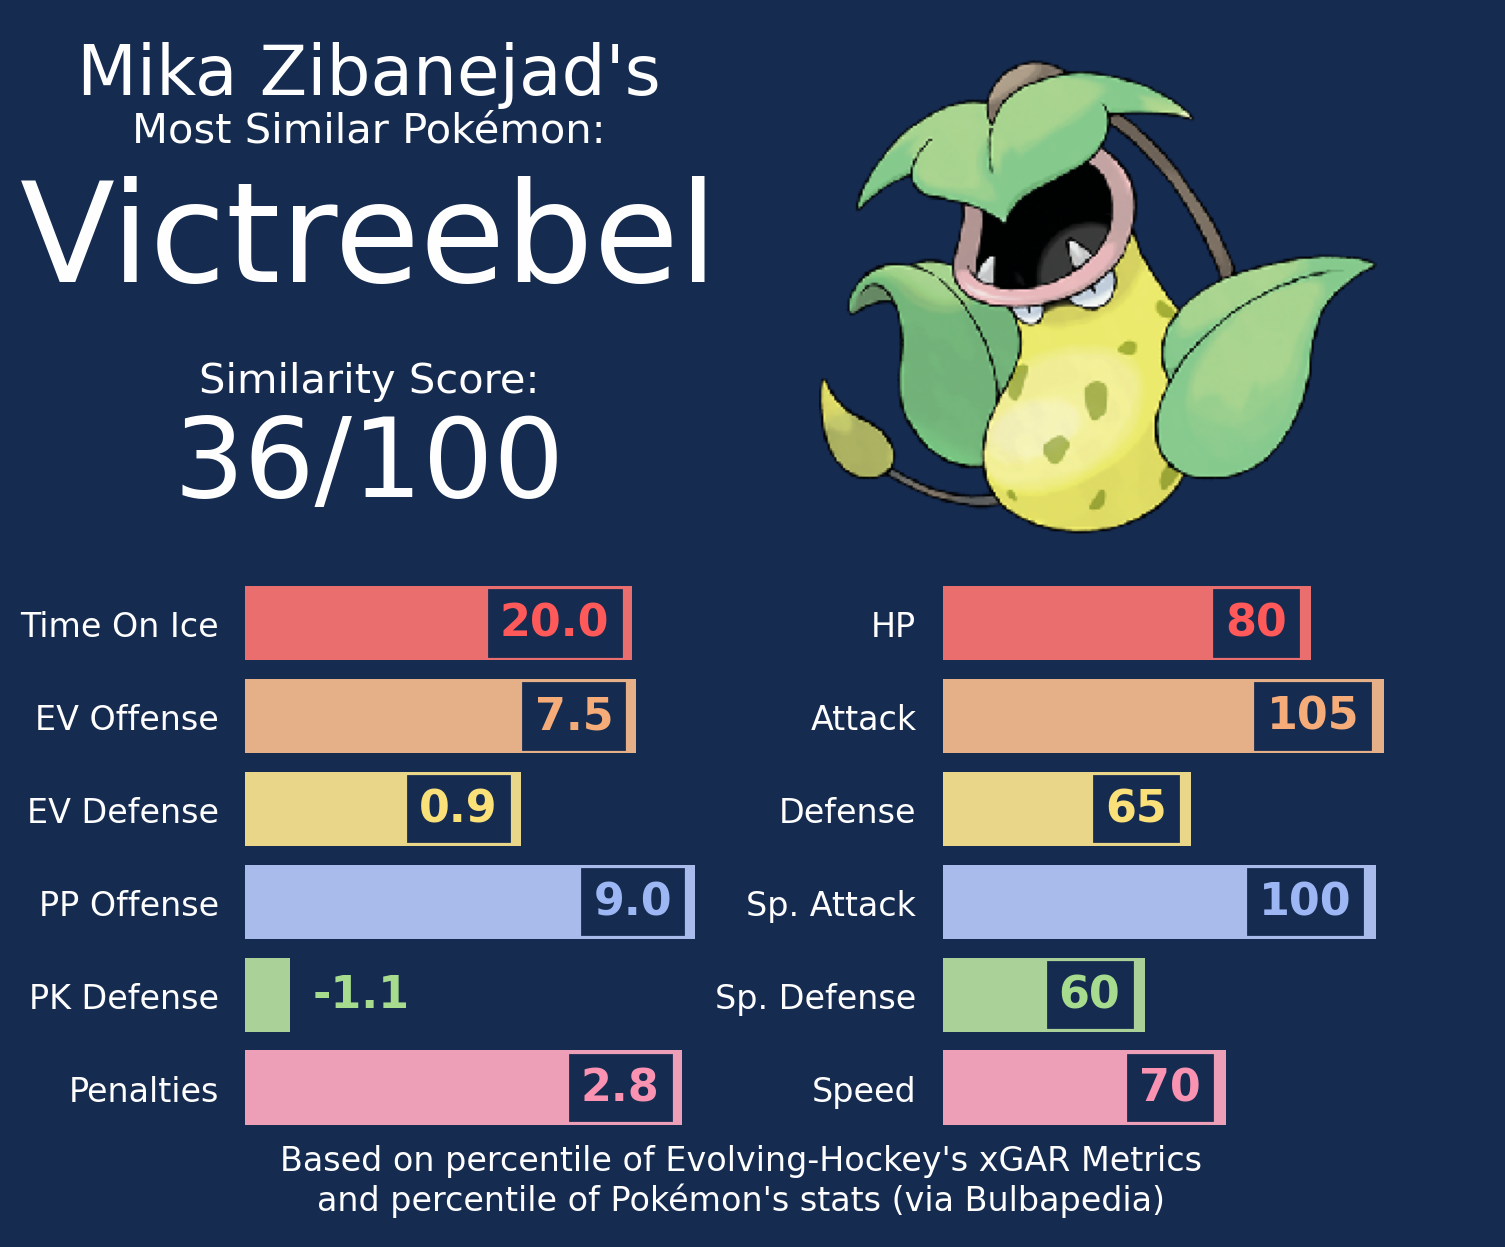 Mika Zibanejad's
Most Similar Pokémon:
Victreebel
Similarity Score:
36/100
Time On Ice 20.0
EV Offense 7.5
EV Defense 0.9
PP Offense 9.0
PK Defense -1.1
Penalties 2.8
HP 80
Attack 105
Defense 65
Sp. Attack 100
Sp. Defense 60
Speed 70
Based on percentile of Evolving-Hockey's xGAR Metrics
and percentile of Pokémon's stats (via Bulbapedia)